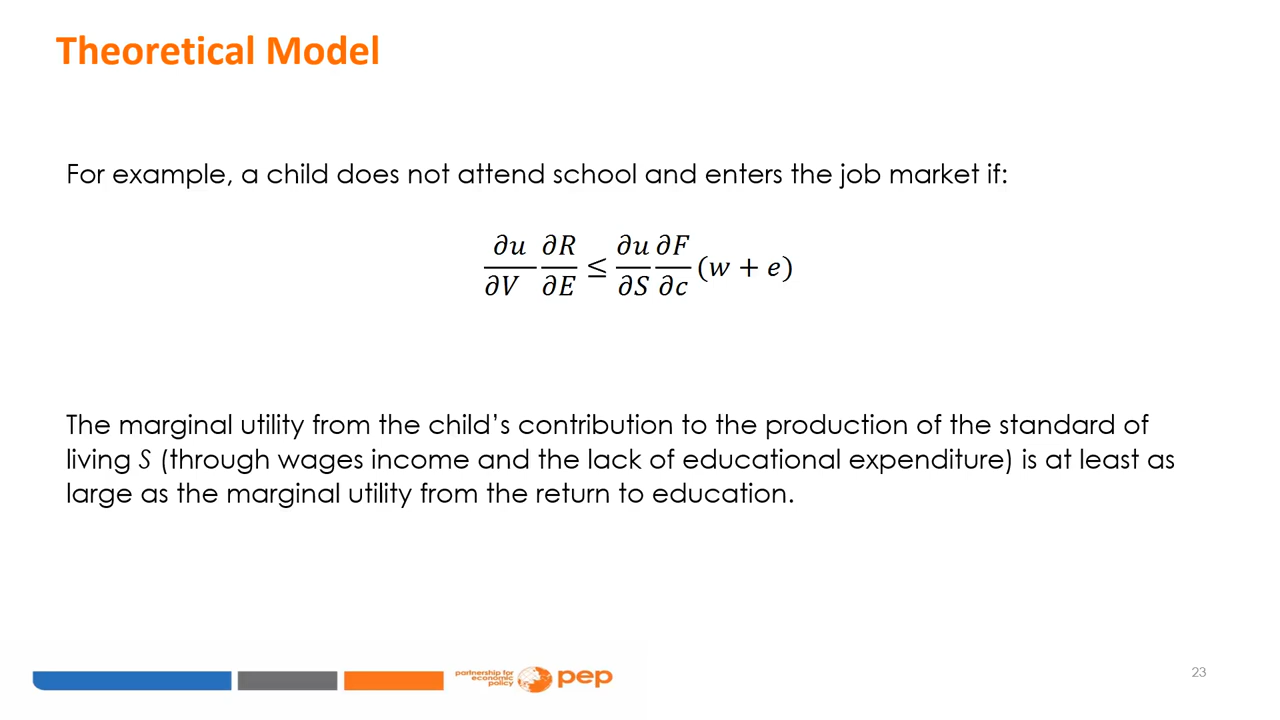 Theoretical Model
For example, a child does not attend school and enters the job market if:
∂u/∂V ∂R/∂E ≤ ∂u/∂S ∂F/∂c (w + e)
The marginal utility from the child’s contribution to the production of the standard of
living S (through wages income and the lack of educational expenditure) is at least as
large as the marginal utility from the return to education.
partnership for
economic
policy
pep
23